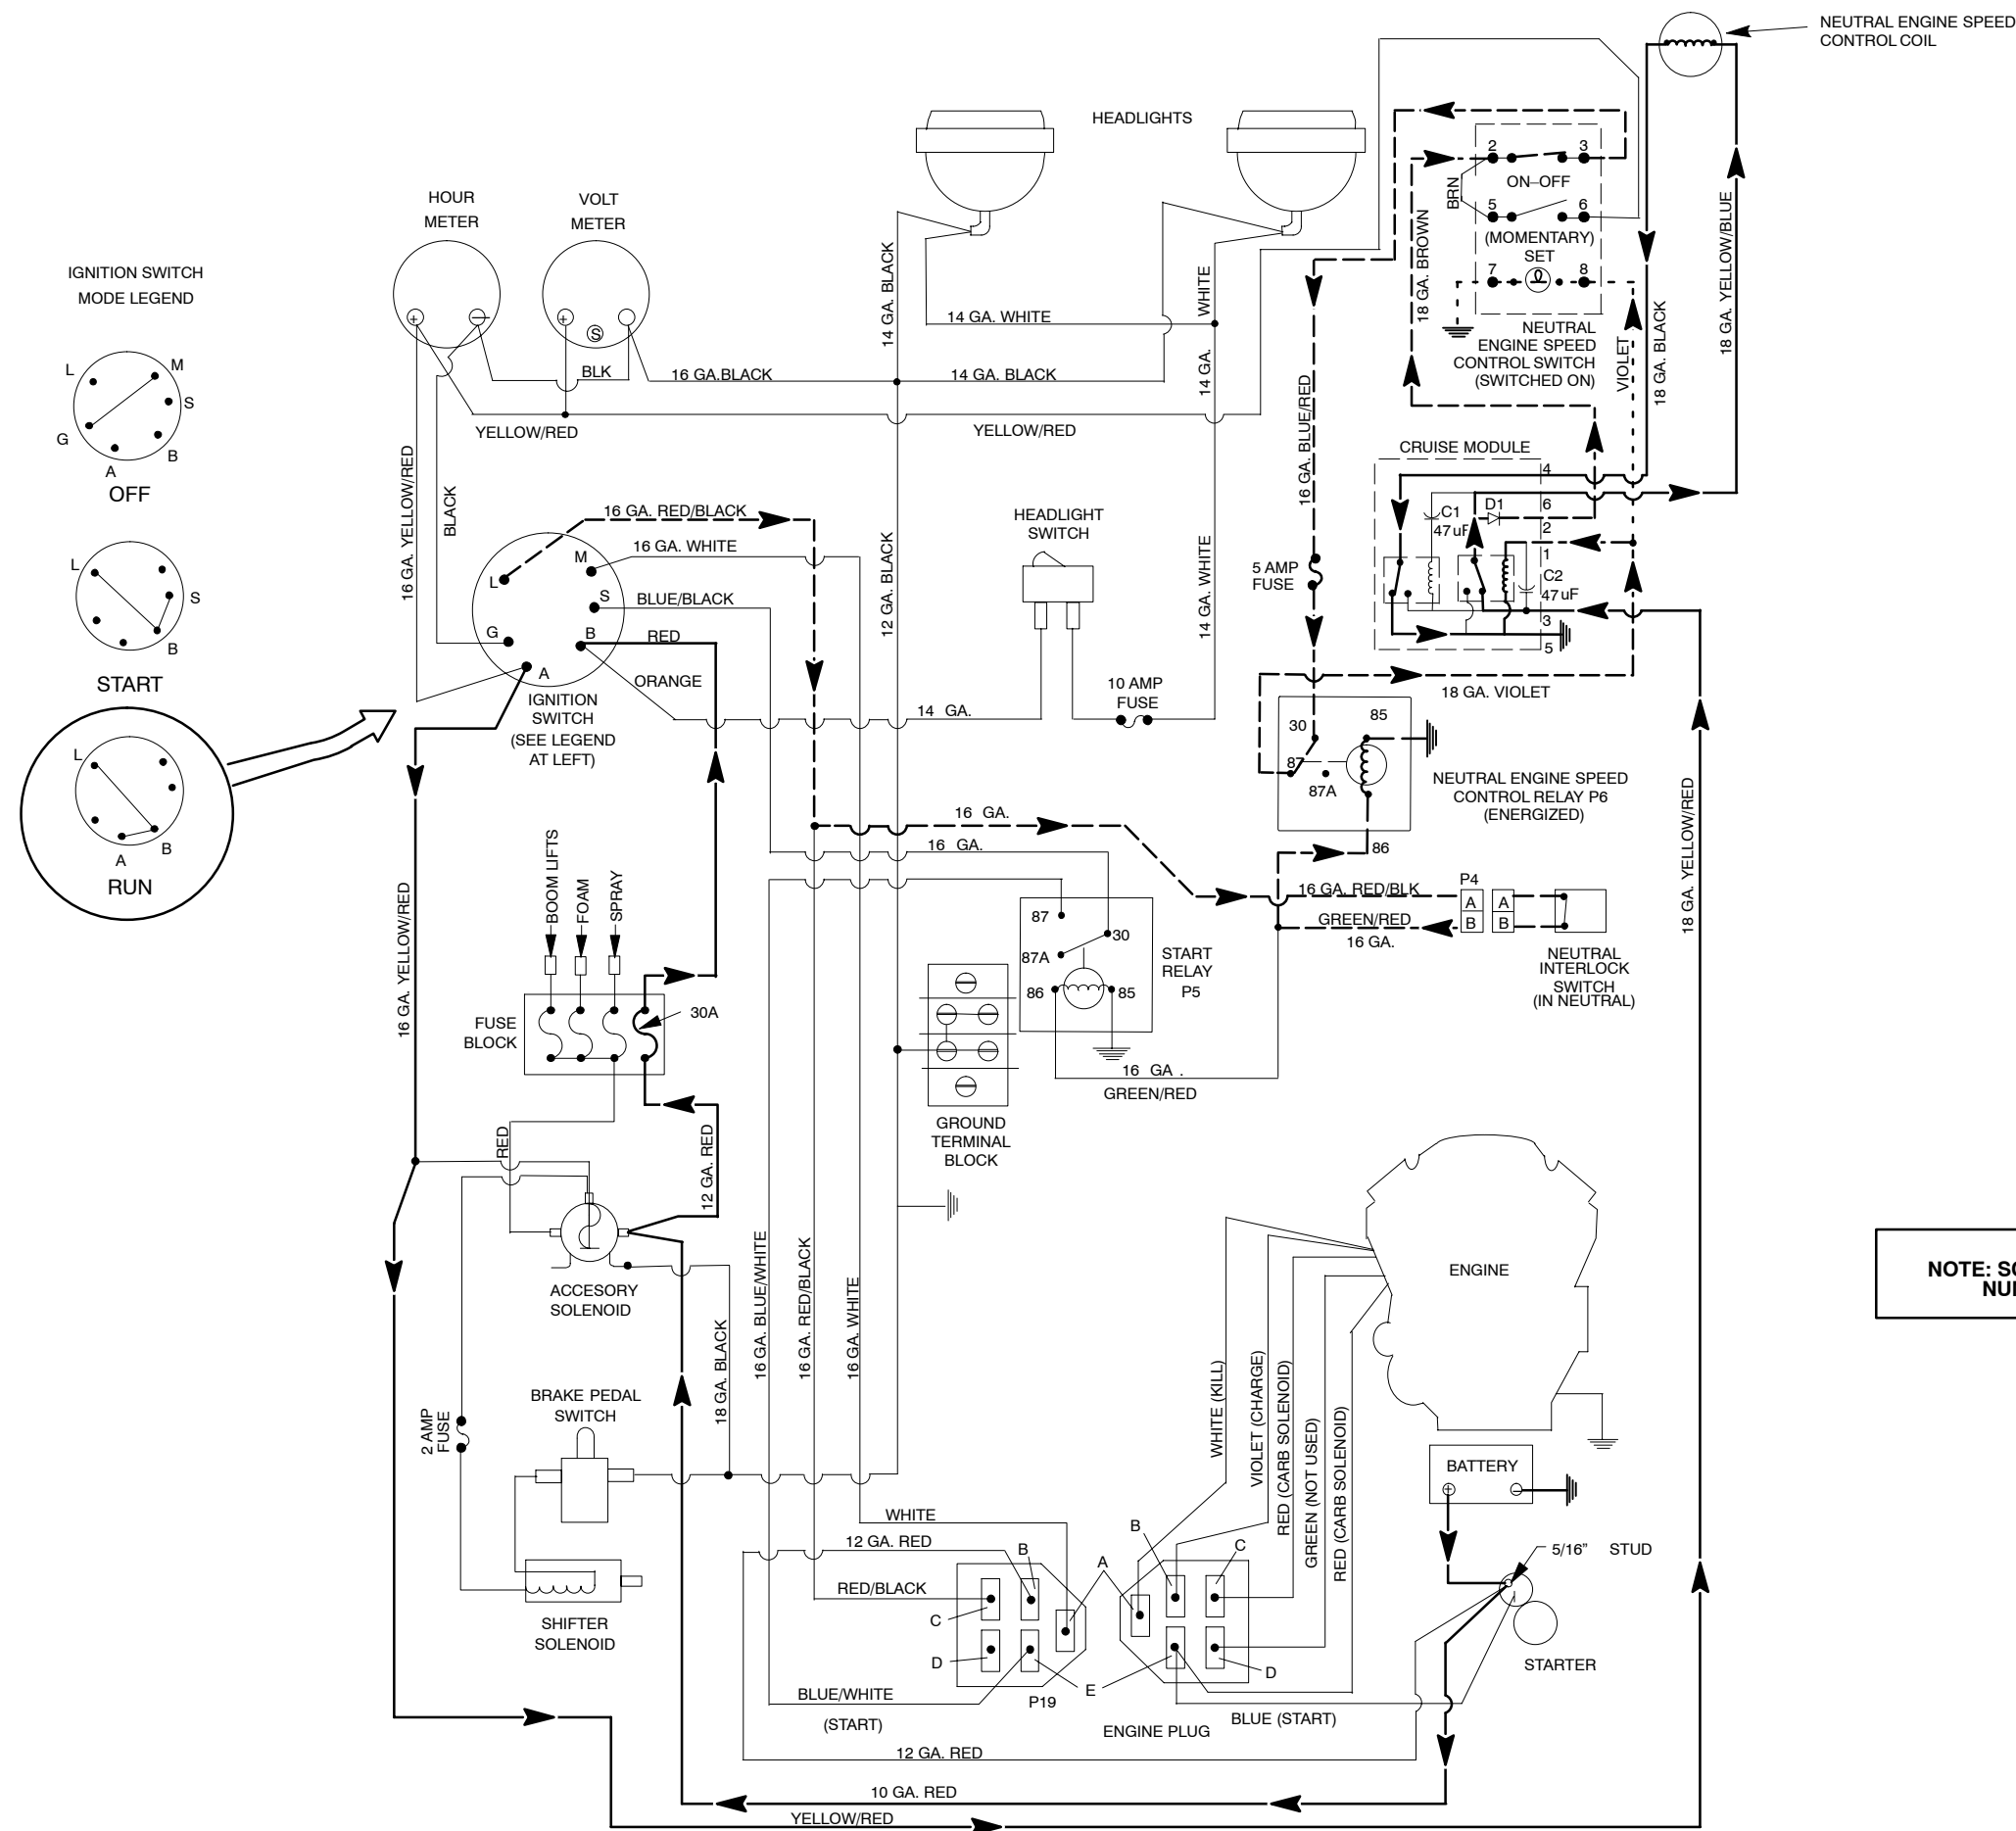 NEUTRAL ENGINE SPEED
CONTROL COIL
HEADLIGHTS
HOUR
METER
VOLT
METER
+
+
S
BLK
IGNITION SWITCH
MODE LEGEND
L
M
S
G
A
B
OFF
L
S
B
START
L
A
B
RUN
14 GA. BLACK
14 GA. WHITE
WHITE
14 GA.
16 GA.BLACK
14 GA. BLACK
YELLOW/RED
YELLOW/RED
2
3
ON–OFF
BRN
5
6
(MOMENTARY)
SET
7
8
NEUTRAL
ENGINE SPEED
CONTROL SWITCH
(SWITCHED ON)
18 GA. BROWN
VIOLET
18 GA. BLACK
18 GA. YELLOW/BLUE
16 GA. BLUE/RED
CRUISE MODULE
4
6
2
1
3
5
C1
47 uF
D1
C2
47 uF
18 GA. VIOLET
16 GA. YELLOW/RED
BLACK
16 GA. RED/BLACK
16 GA. WHITE
BLUE/BLACK
RED
ORANGE
L
M
S
G
B
A
IGNITION
SWITCH
(SEE LEGEND
AT LEFT)
12 GA. BLACK
HEADLIGHT
SWITCH
14 GA.
10 AMP
FUSE
14 GA. WHITE
5 AMP
FUSE
30
85
87
87A
86
NEUTRAL ENGINE SPEED
CONTROL RELAY P6
(ENERGIZED)
16 GA.
16 GA.
16 GA. RED/BLK
GREEN/RED
16 GA.
P4
A
B
A
B
NEUTRAL
INTERLOCK
SWITCH
(IN NEUTRAL)
18 GA. YELLOW/RED
87
30
87A
86
85
START
RELAY
P5
16 GA .
GREEN/RED
GROUND
TERMINAL
BLOCK
BOOM LIFTS
FOAM
SPRAY
FUSE
BLOCK
30A
16 GA. YELLOW/RED
RED
12 GA. RED
ACCESORY
SOLENOID
2 AMP
FUSE
BRAKE PEDAL
SWITCH
SHIFTER
SOLENOID
18 GA. BLACK
16 GA. BLUE/WHITE
16 GA. RED/BLACK
16 GA. WHITE
ENGINE
WHITE (KILL)
VIOLET (CHARGE)
RED (CARB SOLENOID)
GREEN (NOT USED)
RED (CARB SOLENOID)
BATTERY
+
5/16” STUD
STARTER
WHITE
12 GA. RED
RED/BLACK
B
A
C
D
E
P19
B
C
D
BLUE/WHITE
(START)
ENGINE PLUG
BLUE (START)
12 GA. RED
10 GA. RED
YELLOW/RED